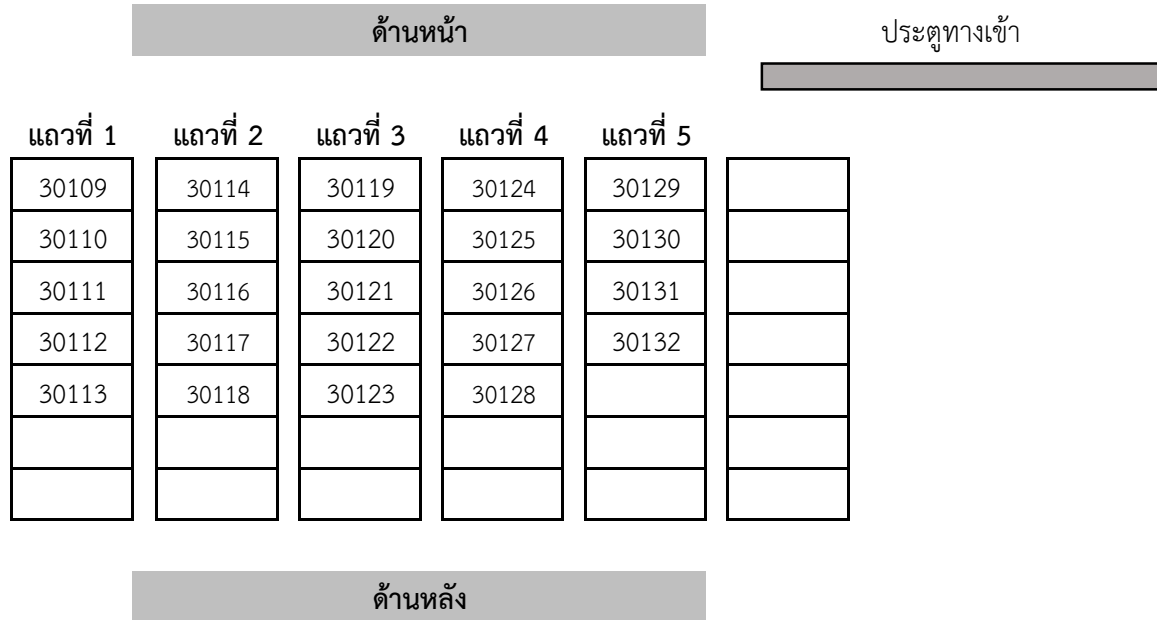 ด้านหน้า ประตูทางเข้า
แถวที่ 1 แถวที่ 2 แถวที่ 3 แถวที่ 4 แถวที่ 5
30109 30114 30119 30124 30129
30110 30115 30120 30125 30130
30111 30116 30121 30126 30131
30112 30117 30122 30127 30132
30113 30118 30123 30128
ด้านหลัง